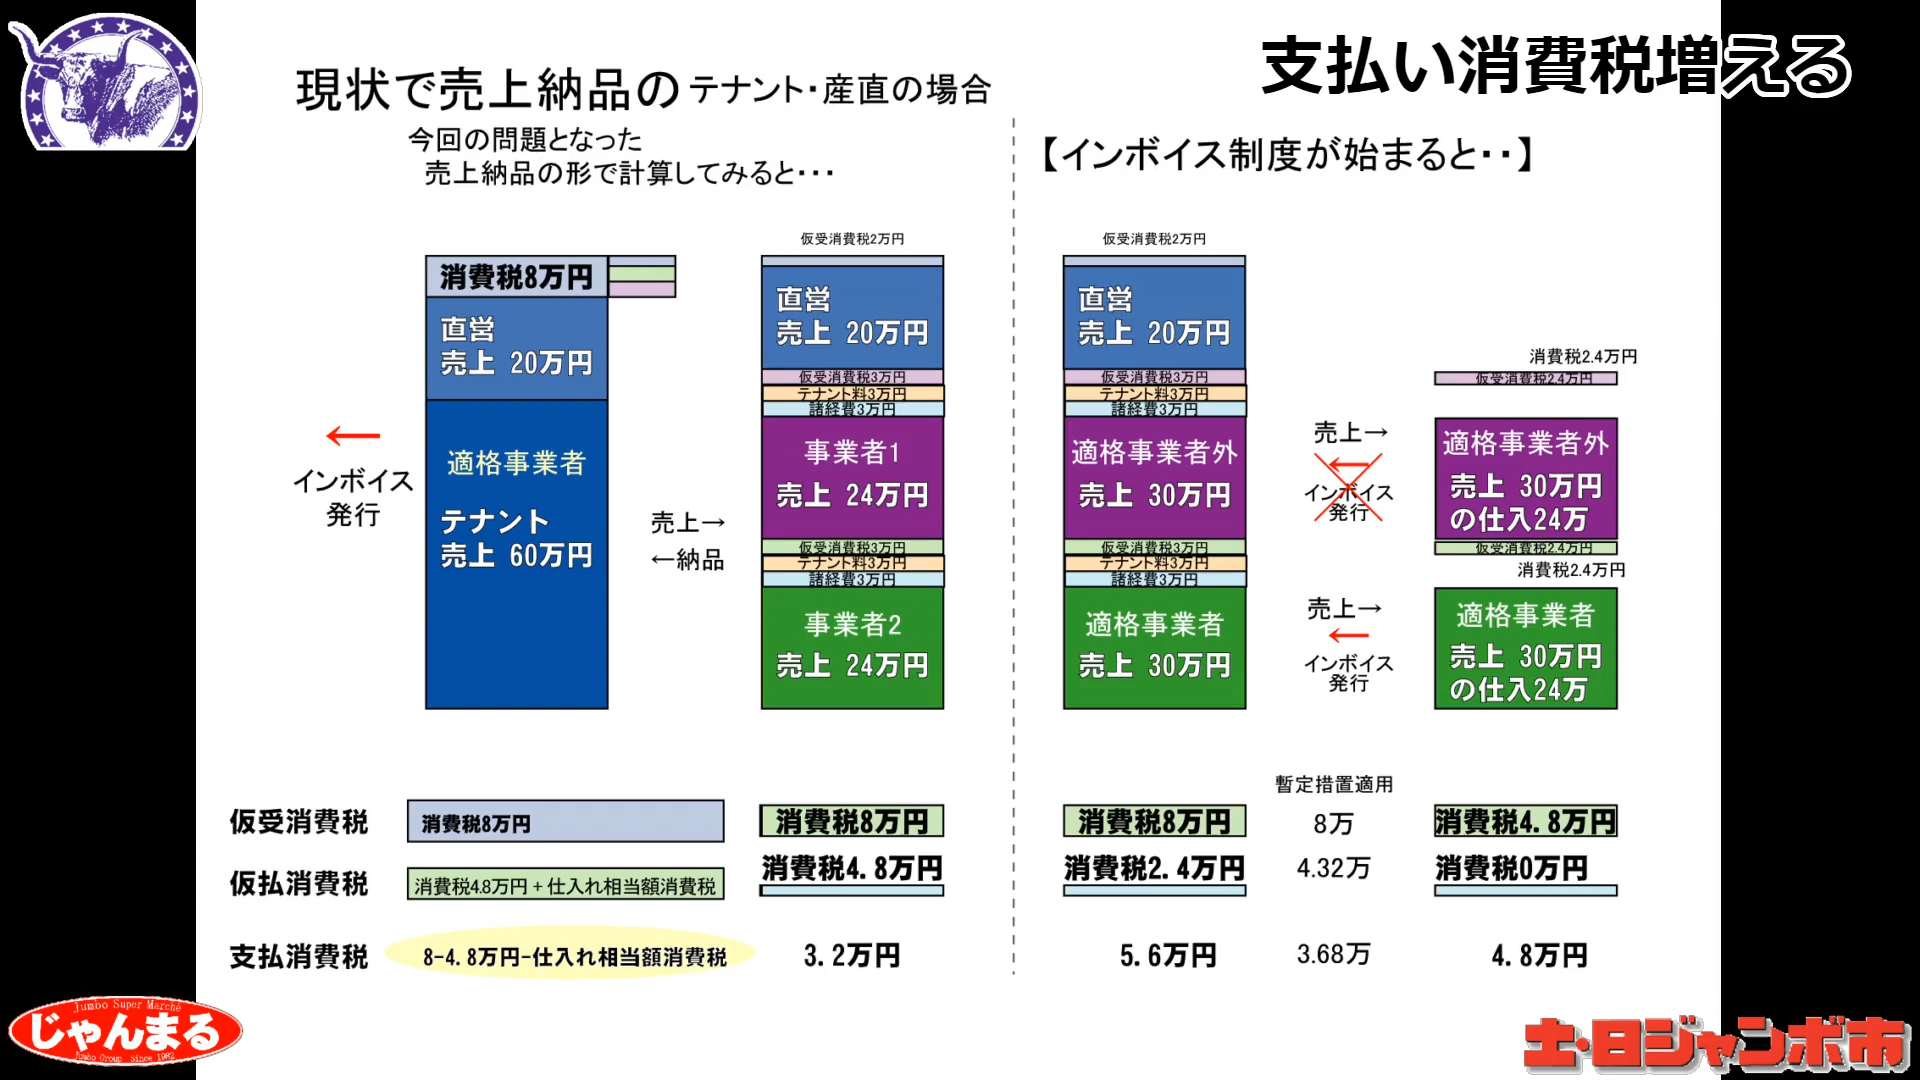 支払い消費税増える
現状で売上納品のテナント・産直の場合
今回の問題となった
売上納品の形で計算してみると・・・
【インボイス制度が始まると・・】
消費税8万円
直営
売上 20万円
適格事業者
テナント
売上 60万円
←
インボイス
発行
売上→
←納品
仮受消費税2万円
直営
売上 20万円
仮受消費税3万円
テナント料3万円
諸経費3万円
事業者1
売上 24万円
仮受消費税3万円
テナント料3万円
諸経費3万円
事業者2
売上 24万円
仮受消費税2万円
直営
売上 20万円
仮受消費税3万円
テナント料3万円
諸経費3万円
適格事業者外
売上 30万円
仮受消費税3万円
テナント料3万円
諸経費3万円
適格事業者
売上 30万円
売上→
←
インボイス
発行
売上→
←
インボイス
発行
消費税2.4万円
仮受消費税2.4万円
適格事業者外
売上 30万円
の仕入24万
仮受消費税2.4万円
消費税2.4万円
適格事業者
売上 30万円
の仕入24万
暫定措置適用
仮受消費税 消費税8万円 消費税8万円 消費税8万円 8万 消費税4.8万円
仮払消費税 消費税4.8万円＋仕入れ相当額消費税 消費税4.8万円 消費税2.4万円 4.32万 消費税0万円
支払消費税 8-4.8万円-仕入れ相当額消費税 3.2万円 5.6万円 3.68万 4.8万円
Jumbo Super Marché
じゃんまる
Jumbo Group Since 1982
土・日ジャンボ市